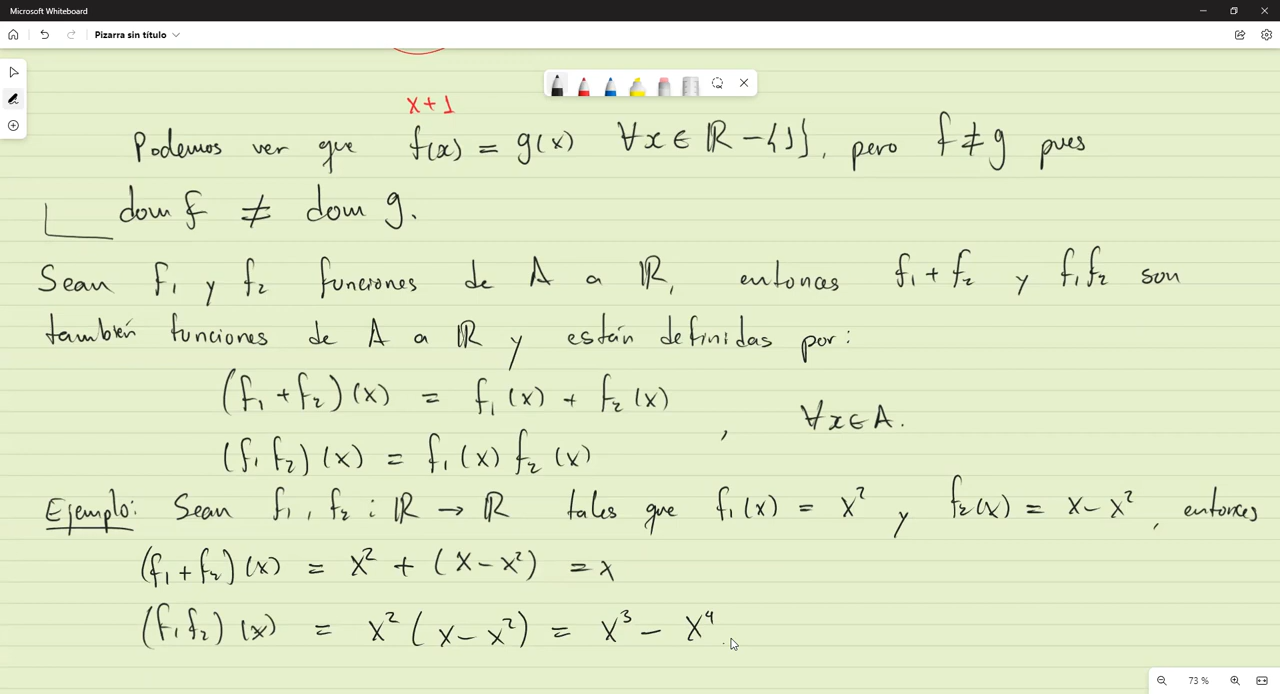 Microsoft Whiteboard
Pizarra sin título
x+1
Podemos ver que f(x) = g(x) ∀x∈ℝ-{1}, pero f≠g pues
dom f ≠ dom g.
Sean f₁ y f₂ funciones de A a ℝ, entonces f₁+f₂ y f₁f₂ son
también funciones de A a ℝ y están definidas por:
(f₁+f₂)(x) = f₁(x) + f₂(x)
, ∀x∈A.
(f₁f₂)(x) = f₁(x) f₂(x)
Ejemplo: Sean f₁, f₂ : ℝ → ℝ tales que f₁(x) = x² y f₂(x) = x-x², entonces
(f₁+f₂)(x) = x² + (x-x²) = x
(f₁f₂)(x) = x²(x-x²) = x³ - x⁴.
73 %